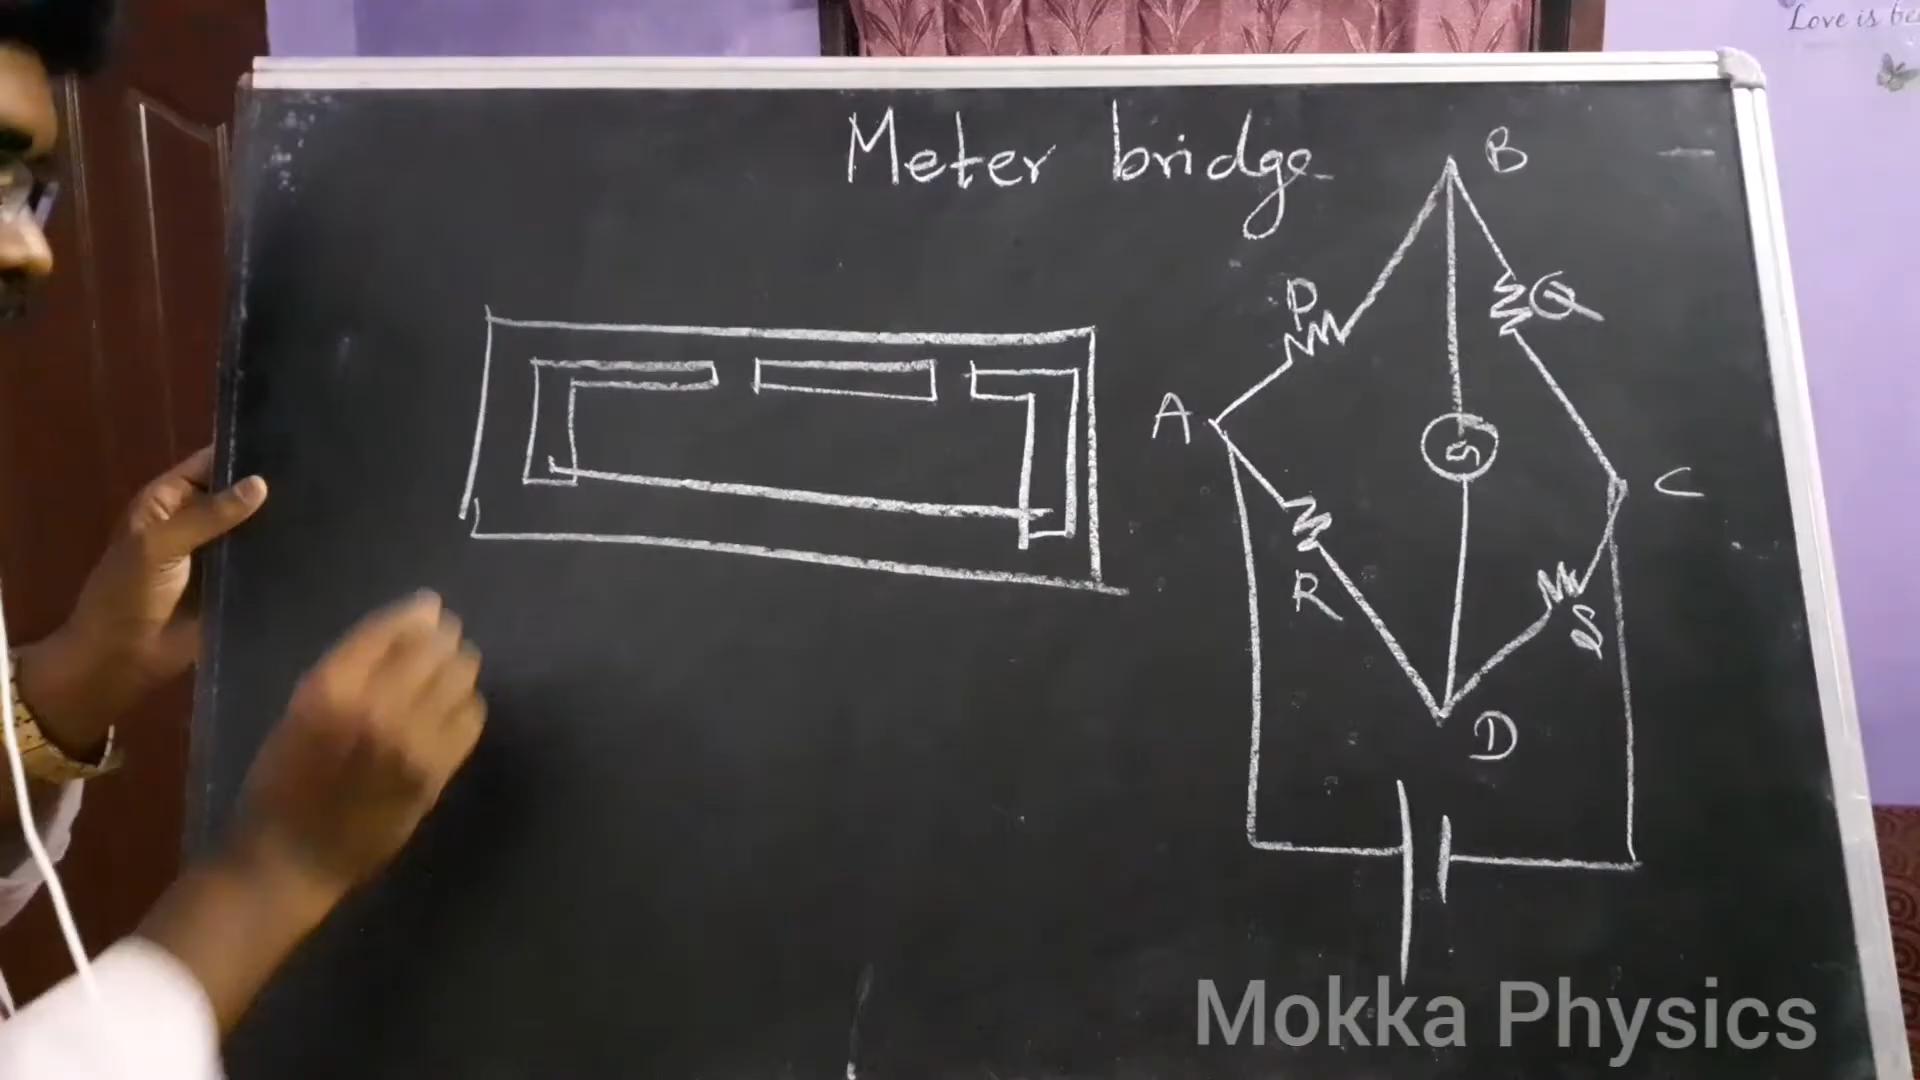 Love is be
Meter bridge
B
P
Q
A
G
C
R
S
D
Mokka Physics